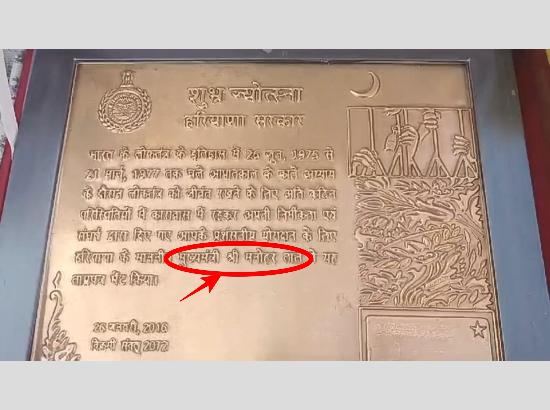 शुभ्र ज्योत्स्ना
हरियाणा सरकार
भारत के लोकतंत्र के इतिहास में 26 जून, 1975 से
21 मार्च, 1977 तक चले आपातकाल के काले अध्याय
के दौरान लोकतंत्र को जीवंत रखने के लिए अति कठिन
परिस्थितियों में कारावास में रहकर अपनी निर्भीकता एवं
संघर्ष द्वारा दिए गए आपके प्रशंसनीय योगदान के लिए
हरियाणा के माननीय मुख्यमंत्री श्री मनोहर लाल ने यह
ताम्रपत्र भेंट किया।
26 जनवरी, 2016
विक्रमी संवत् 2072